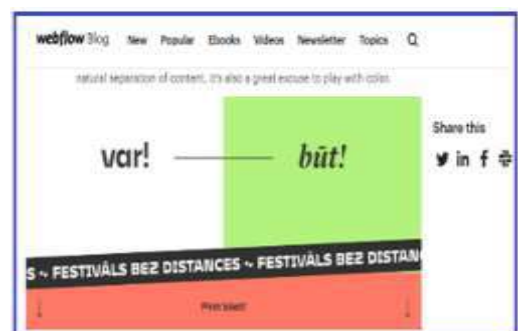 webflow Blog New Popular Ebooks Videos Newsletter Topics
natural separation of content, it's also a great excuse to play with color.
Share this
var! būt!
S ~ FESTIVĀLS BEZ DISTANCES ~ FESTIVĀLS BEZ DISTAN